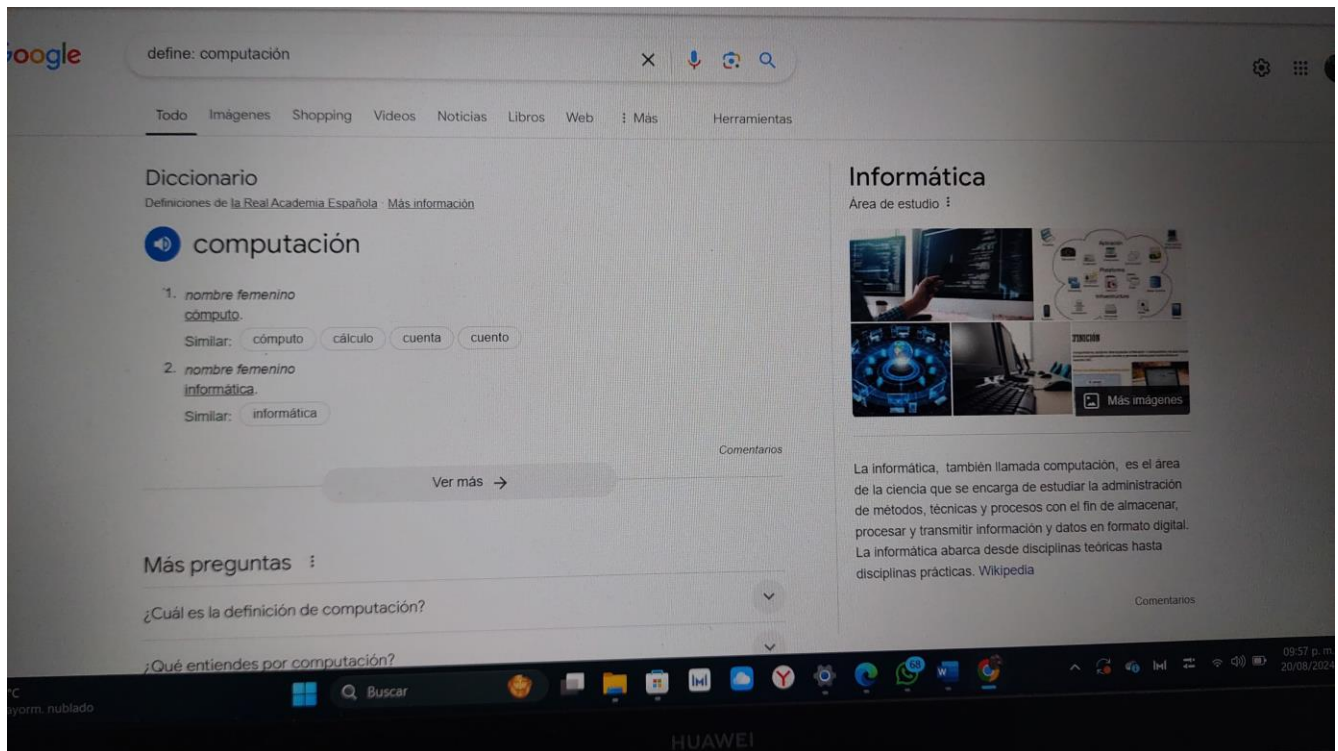 Google
define: computación
Todo Imágenes Shopping Videos Noticias Libros Web Más Herramientas
Diccionario
Definiciones de la Real Academia Española · Más información
computación
1. nombre femenino
cómputo.
Similar: cómputo cálculo cuenta cuento
2. nombre femenino
informática.
Similar: informática
Comentarios
Ver más →
Más preguntas
¿Cuál es la definición de computación?
¿Qué entiendes por computación?
Informática
Área de estudio
Más imágenes
La informática, también llamada computación, es el área
de la ciencia que se encarga de estudiar la administración
de métodos, técnicas y procesos con el fin de almacenar,
procesar y transmitir información y datos en formato digital.
La informática abarca desde disciplinas teóricas hasta
disciplinas prácticas. Wikipedia
Comentarios
°C
ayorm. nublado
Buscar
68
09:57 p. m.
20/08/2024
HUAWEI